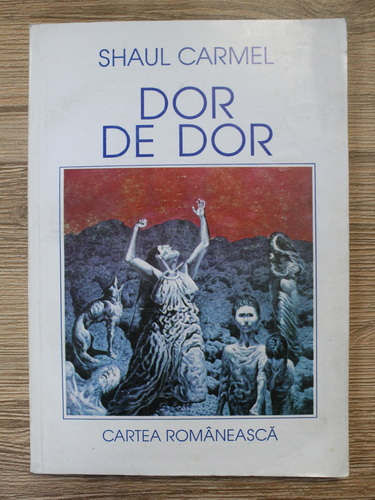 SHAUL CARMEL
DOR
DE DOR
CARTEA ROMÂNEASCĂ